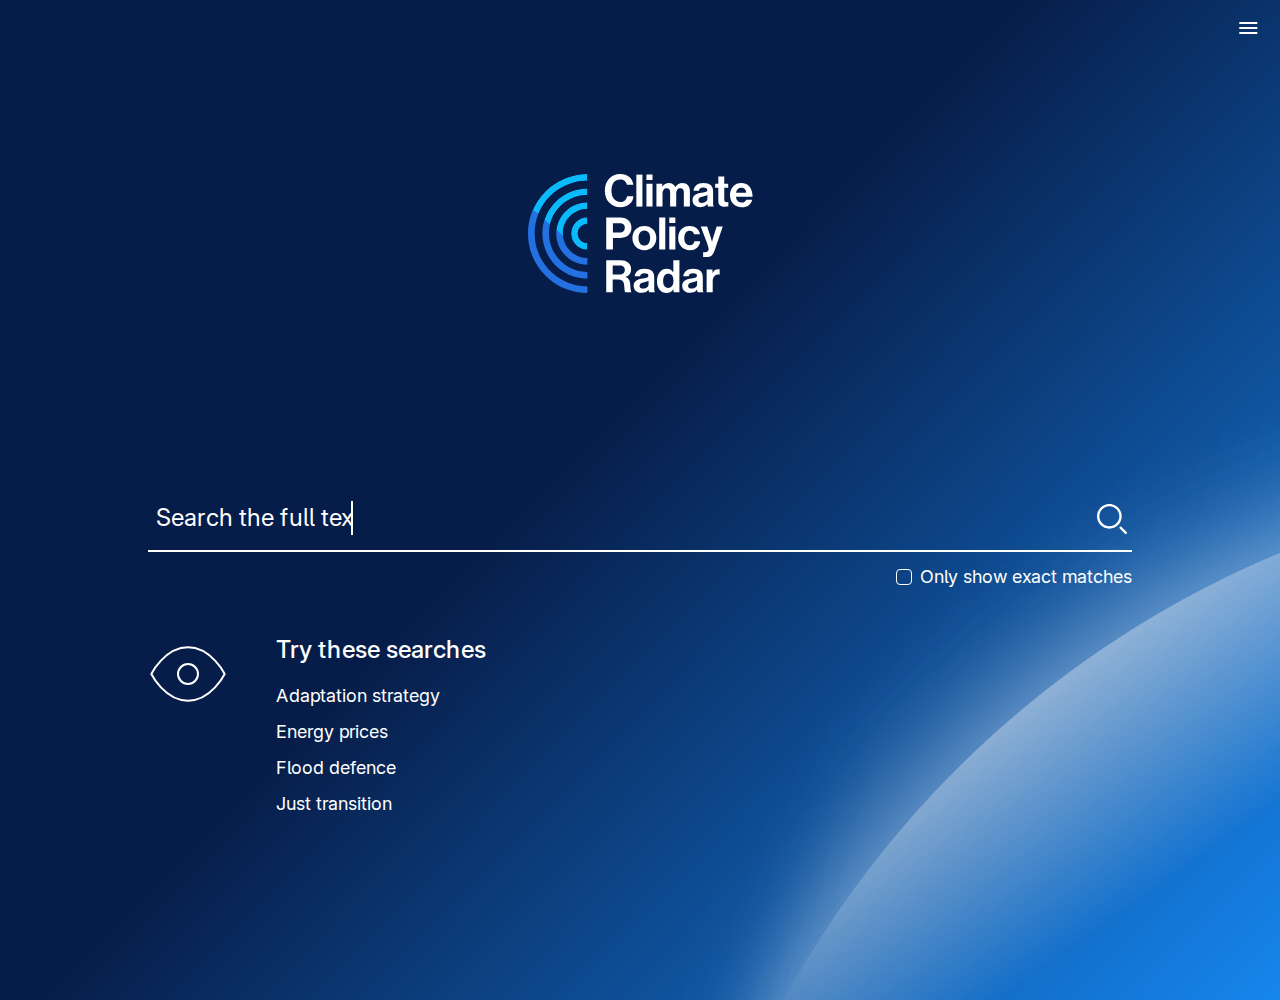 Climate
Policy
Radar
Search the full tex
Only show exact matches
Try these searches
Adaptation strategy
Energy prices
Flood defence
Just transition